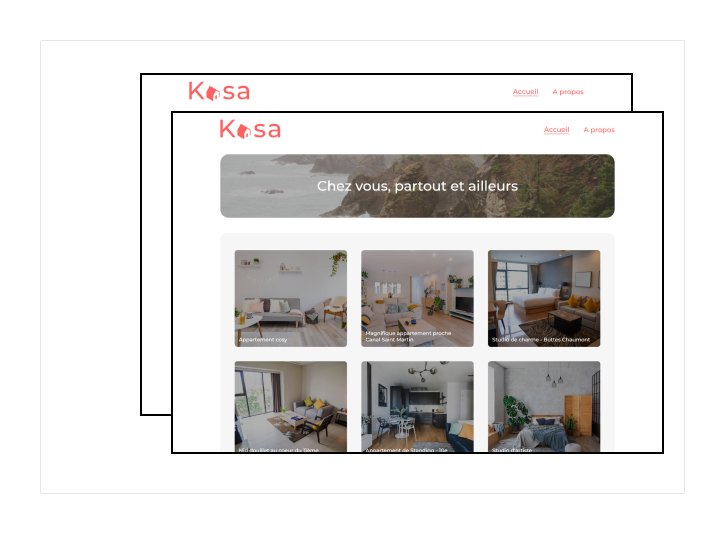 Kasa
Accueil
A propos
Kasa
Accueil
A propos
Chez vous, partout et ailleurs
Appartement cosy
Magnifique appartement proche
Canal Saint Martin
Studio de charme - Buttes Chaumont
Nid douillet au coeur du 11ème
Appartement de Standing - 10e
Studio d'artiste